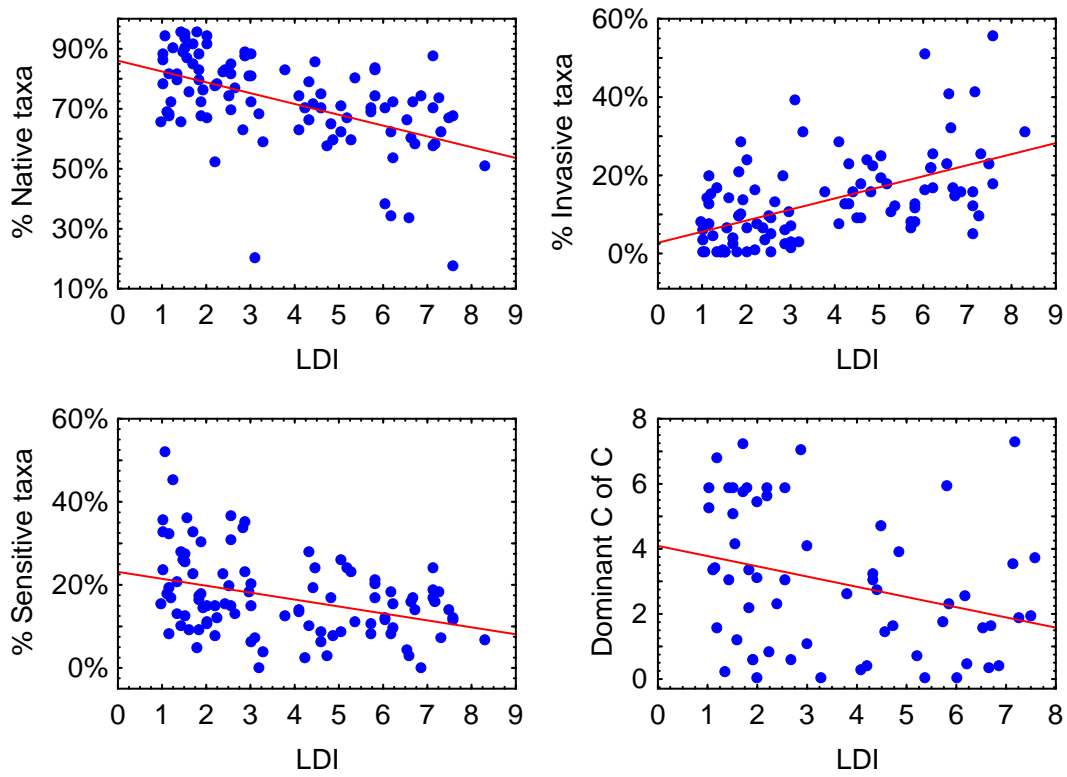 % Native taxa
90%
70%
50%
30%
10%
0 1 2 3 4 5 6 7 8 9
LDI
% Invasive taxa
60%
40%
20%
0%
0 1 2 3 4 5 6 7 8 9
LDI
% Sensitive taxa
60%
40%
20%
0%
0 1 2 3 4 5 6 7 8 9
LDI
Dominant C of C
8
6
4
2
0
0 1 2 3 4 5 6 7 8
LDI